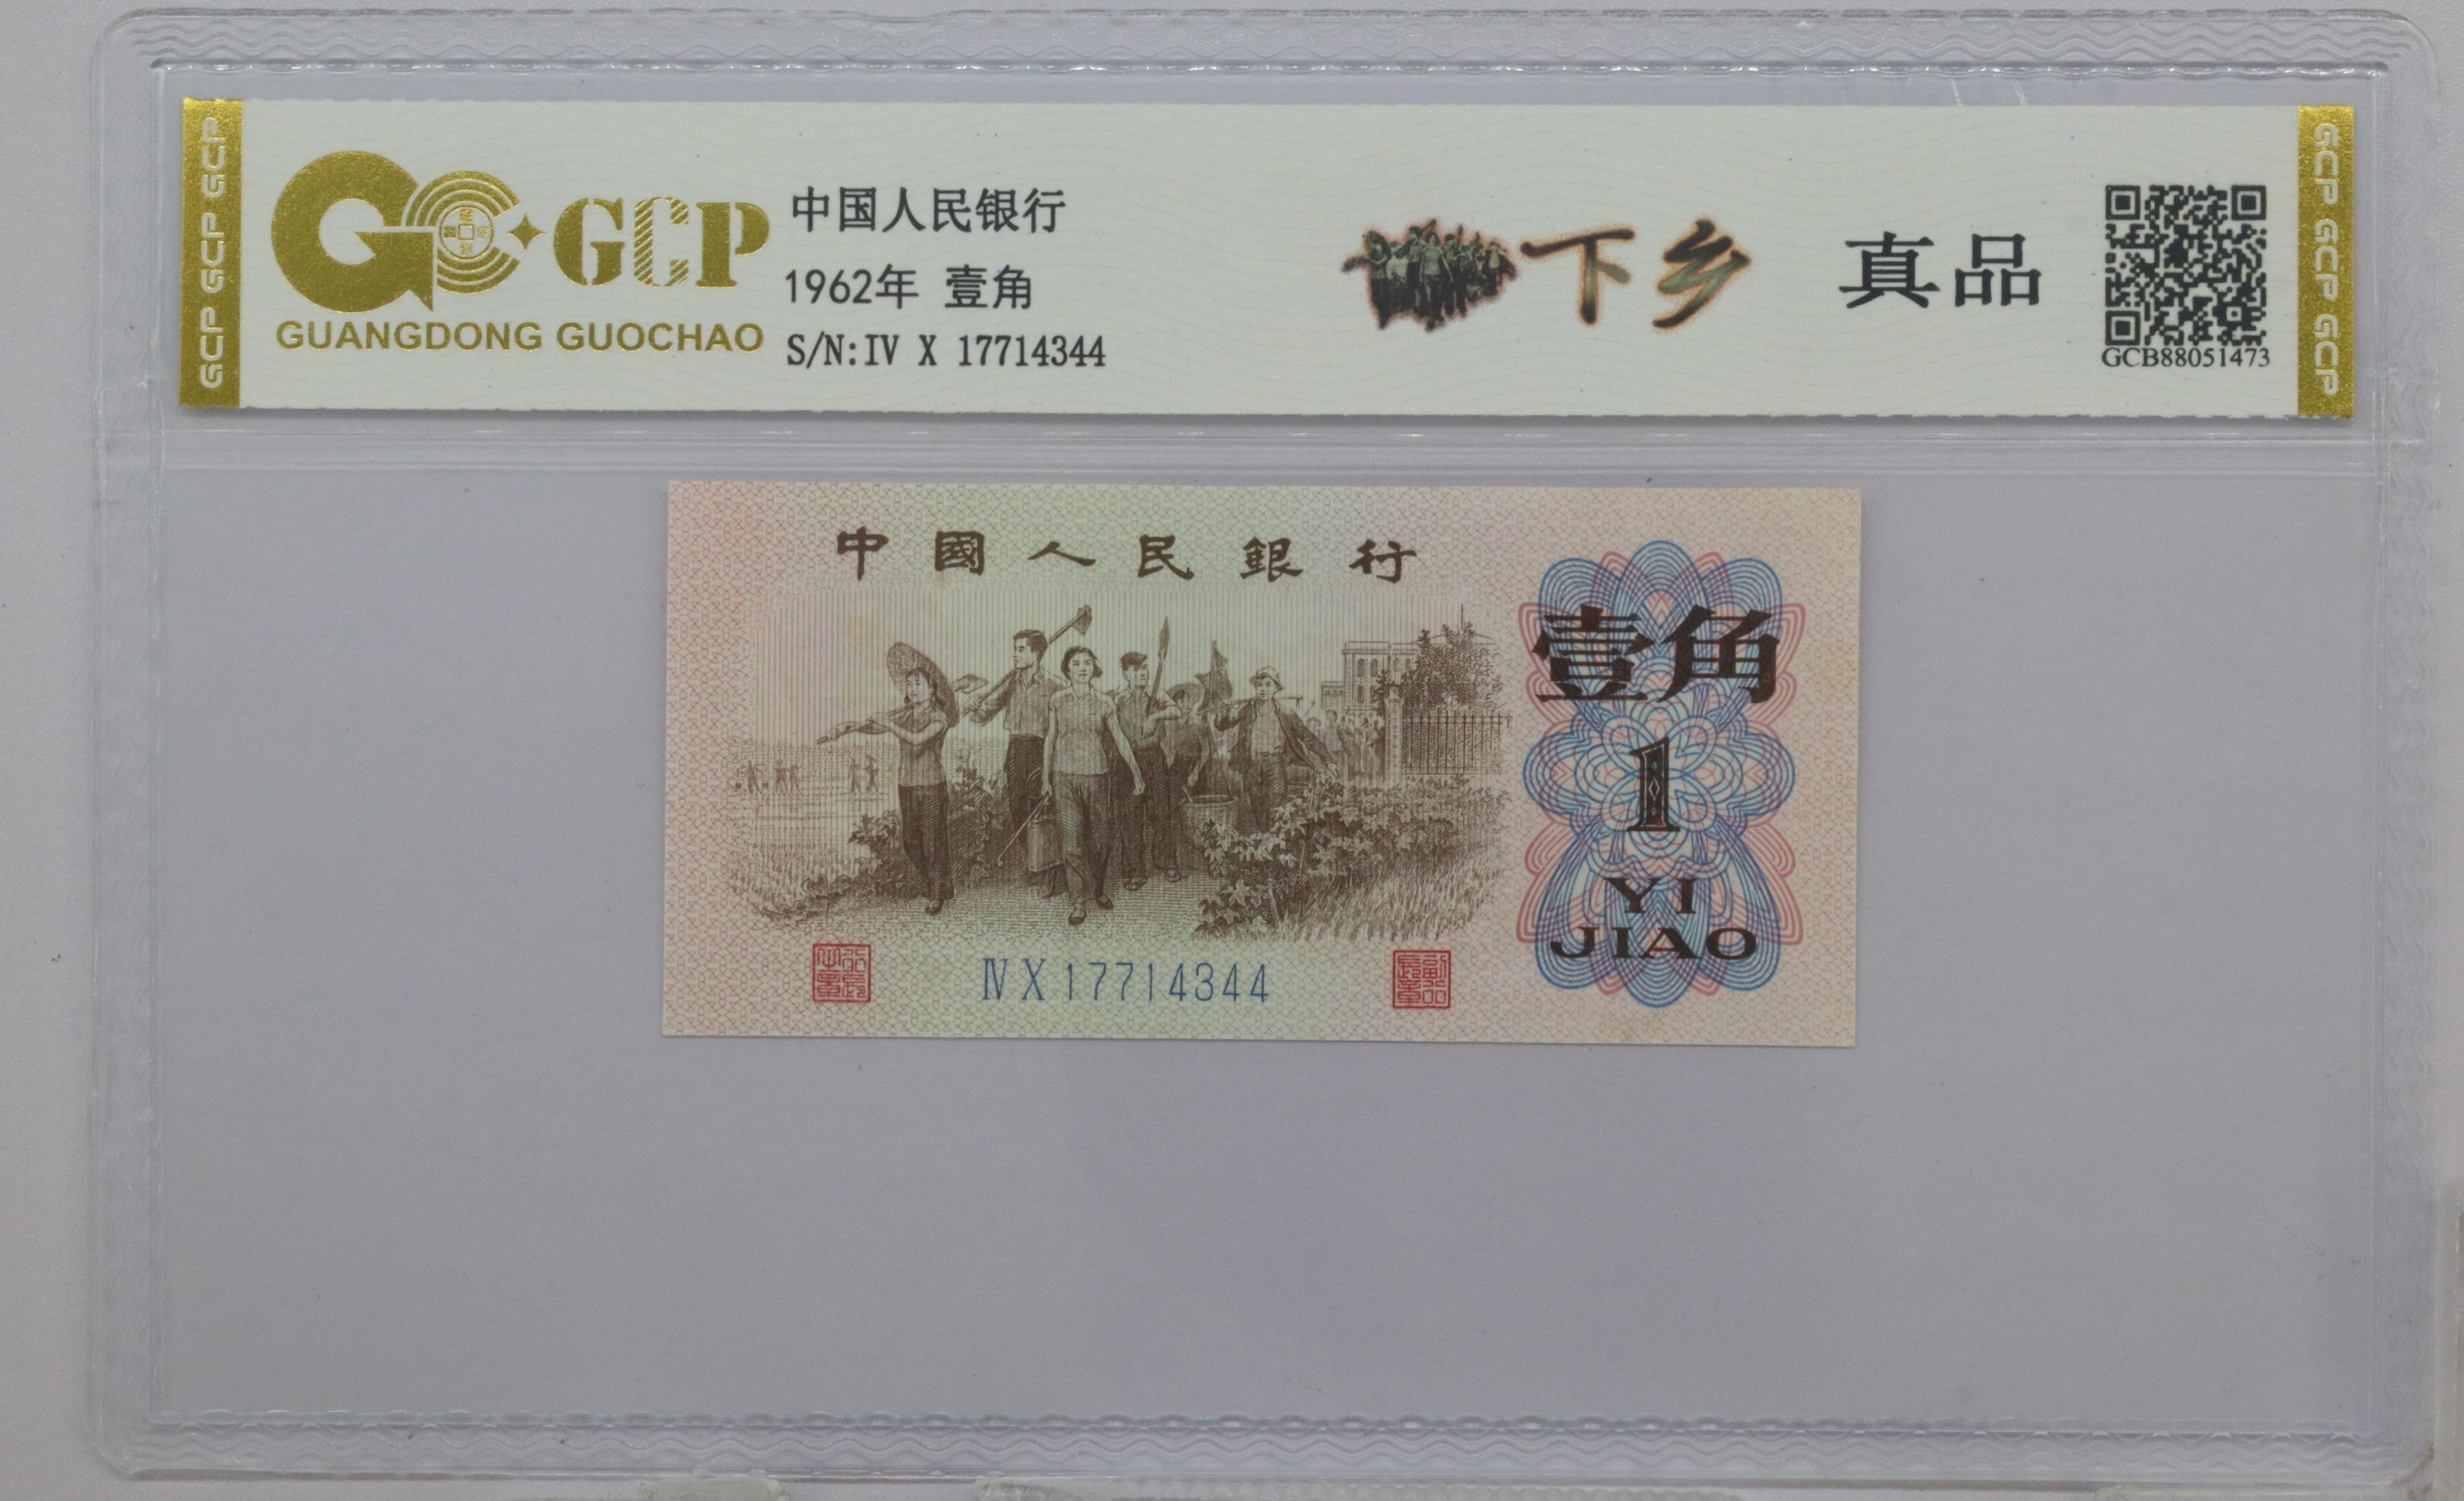 GCP GCP GCP
GCP
GUANGDONG GUOCHAO
中国人民银行
1962年 壹角
S/N:IV X 17714344
下乡
真品
GCB88051473
GCP GCP GCP
中國人民銀行
壹角
1
YI
JIAO
ⅣX17714344